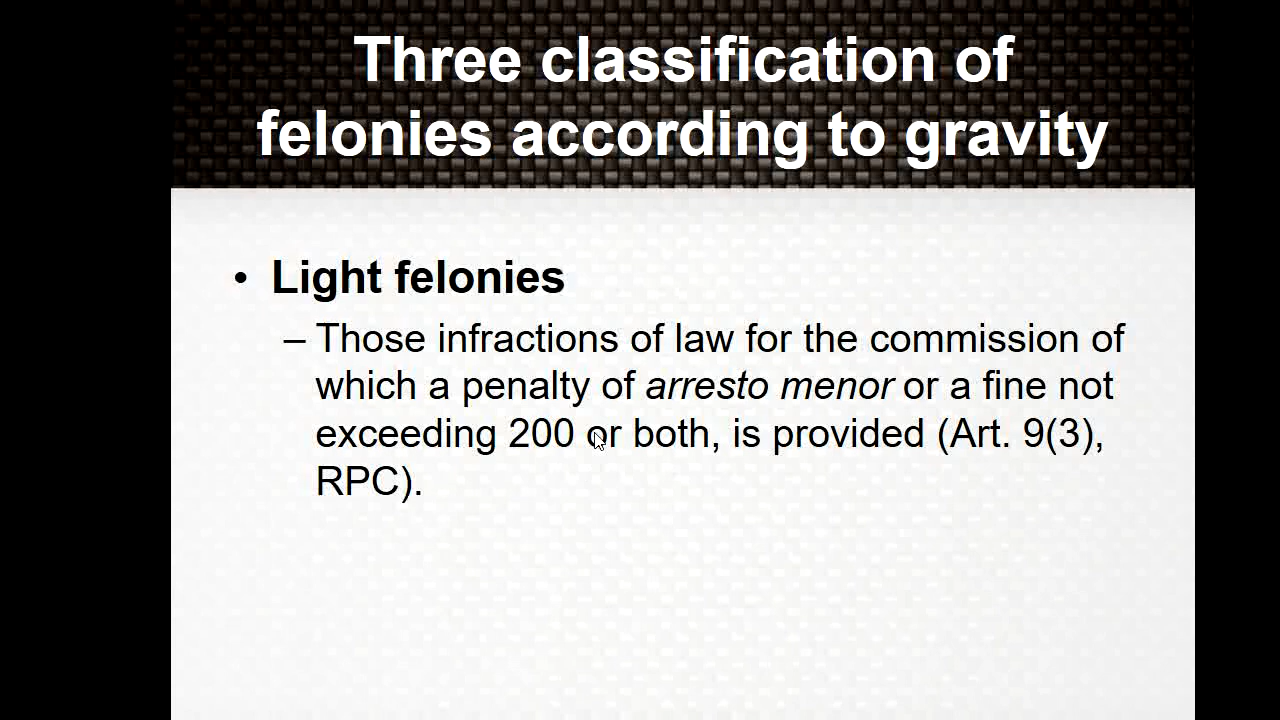 Three classification of
felonies according to gravity
• Light felonies
– Those infractions of law for the commission of
which a penalty of arresto menor or a fine not
exceeding 200 or both, is provided (Art. 9(3),
RPC).